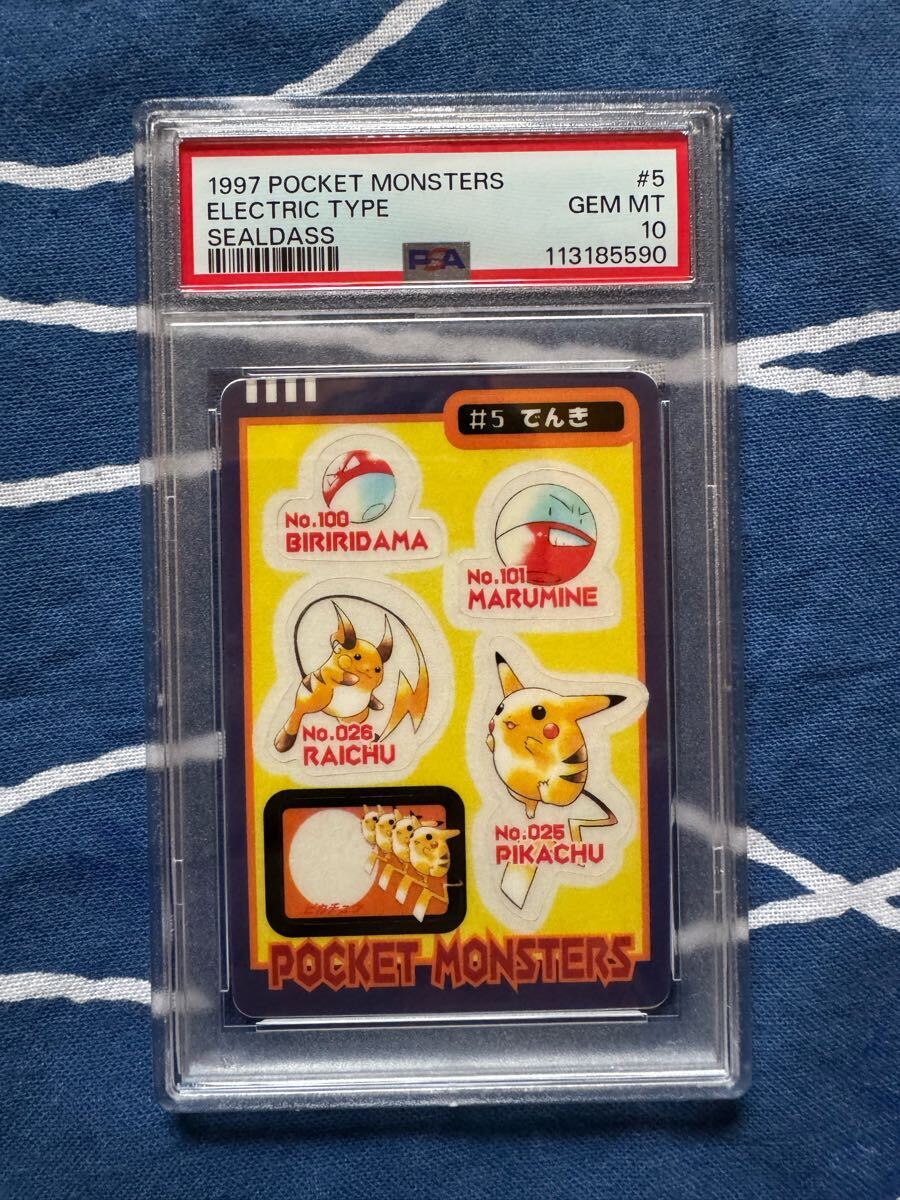 1997 POCKET MONSTERS #5
ELECTRIC TYPE GEM MT
SEALDASS 10
PSA 113185590
#5 でんき
No.100
BIRIRIDAMA
No.101
MARUMINE
No.026
RAICHU
No.025
PIKACHU
ピカチュウ
POCKET MONSTERS